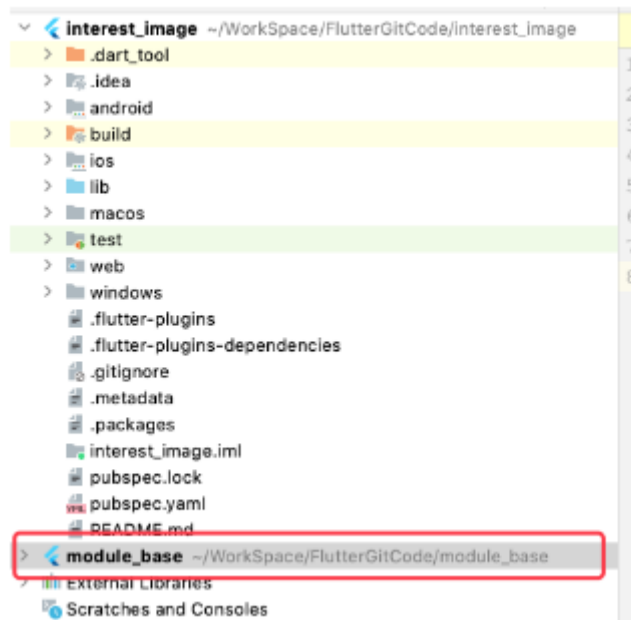 interest_image ~/WorkSpace/FlutterGitCode/interest_image
.dart_tool
.idea
android
build
ios
lib
macos
test
web
windows
.flutter-plugins
.flutter-plugins-dependencies
.gitignore
.metadata
.packages
interest_image.iml
pubspec.lock
pubspec.yaml
README.md
module_base ~/WorkSpace/FlutterGitCode/module_base
External Libraries
Scratches and Consoles